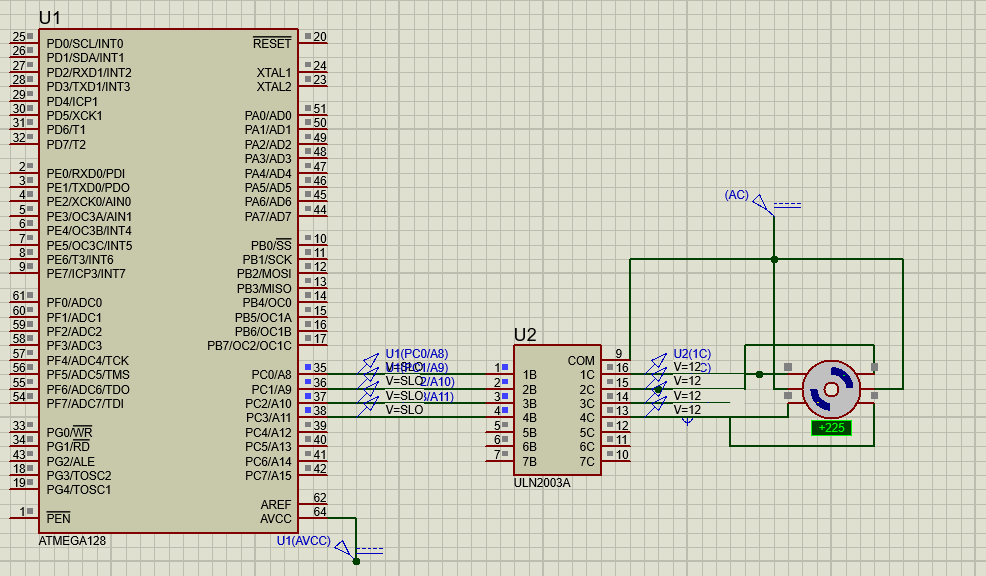 U1
25 PD0/SCL/INT0 RESET 20
26 PD1/SDA/INT1
27 PD2/RXD1/INT2 XTAL1 24
28 PD3/TXD1/INT3 XTAL2 23
29 PD4/ICP1
30 PD5/XCK1 PA0/AD0 51
31 PD6/T1 PA1/AD1 50
32 PD7/T2 PA2/AD2 49
PA3/AD3 48
2 PE0/RXD0/PDI PA4/AD4 47
3 PE1/TXD0/PDO PA5/AD5 46
4 PE2/XCK0/AIN0 PA6/AD6 45
5 PE3/OC3A/AIN1 PA7/AD7 44
6 PE4/OC3B/INT4
7 PE5/OC3C/INT5 PB0/SS 10
8 PE6/T3/INT6 PB1/SCK 11
9 PE7/ICP3/INT7 PB2/MOSI 12
PB3/MISO 13
61 PF0/ADC0 PB4/OC0 14
60 PF1/ADC1 PB5/OC1A 15
59 PF2/ADC2 PB6/OC1B 16
58 PF3/ADC3 PB7/OC2/OC1C 17
57 PF4/ADC4/TCK
56 PF5/ADC5/TMS PC0/A8 35
55 PF6/ADC6/TDO PC1/A9 36
54 PF7/ADC7/TDI PC2/A10 37
PC3/A11 38
33 PG0/WR PC4/A12 39
34 PG1/RD PC5/A13 40
43 PG2/ALE PC6/A14 41
18 PG3/TOSC2 PC7/A15 42
19 PG4/TOSC1
AREF 62
1 PEN AVCC 64
ATMEGA128
U1(AVCC)
U1(PC0/A8)
V=SLO
V=SLO
V=SLO
V=SLO
U2
COM 9
1 1B 1C 16
2 2B 2C 15
3 3B 3C 14
4 4B 4C 13
5 5B 5C 12
6 6B 6C 11
7 7B 7C 10
ULN2003A
U2(1C)
V=12
V=12
V=12
V=12
(AC)
+225